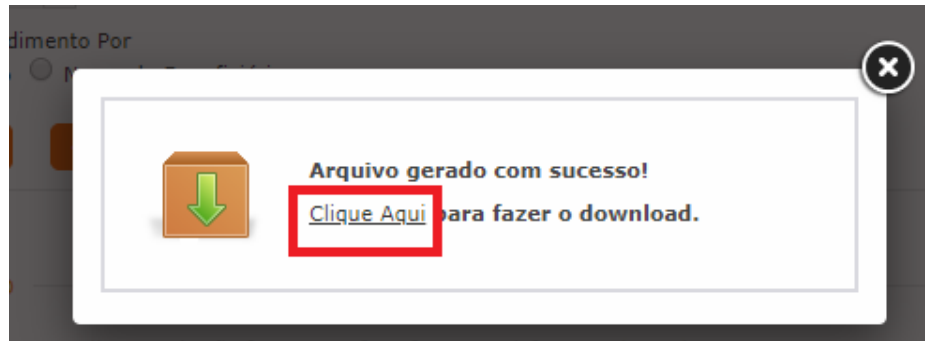 dimento Por
Arquivo gerado com sucesso!
Clique Aqui para fazer o download.